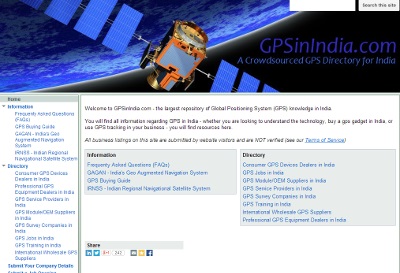 Search this site
GPSinIndia.com
A Crowdsourced GPS Directory for India
Home
Information
Frequently Asked Questions
(FAQs)
GPS Buying Guide
GAGAN - India's Geo
Augmented Navigation
System
IRNSS - Indian Regional
Navigational Satellite System
Directory
Consumer GPS Devices
Dealers in India
Professional GPS
Equipment Dealers in India
GPS Service Providers in
India
GPS Module/OEM Suppliers
in India
GPS Survey Companies in
India
GPS Jobs in India
GPS Training in India
International Wholesale GPS
Suppliers
Submit Your Company Details
Welcome to GPSinIndia.com - the largest repository of Global Positioning System (GPS) knowledge in India.
You will find all information regarding GPS in India - whether you are looking to understand the technology, buy a gps gadget in India, or
use GPS tracking in your business - you will find resources here.
All business listings on this site are submitted by website visitors and are NOT verified (see our Terms of Service)
Information
Frequently Asked Questions (FAQs)
GAGAN - India's Geo Augmented Navigation System
GPS Buying Guide
IRNSS - Indian Regional Navigational Satellite System
Directory
Consumer GPS Devices Dealers in India
GPS Jobs in India
GPS Module/OEM Suppliers in India
GPS Service Providers in India
GPS Survey Companies in India
GPS Training in India
International Wholesale GPS Suppliers
Professional GPS Equipment Dealers in India
Share